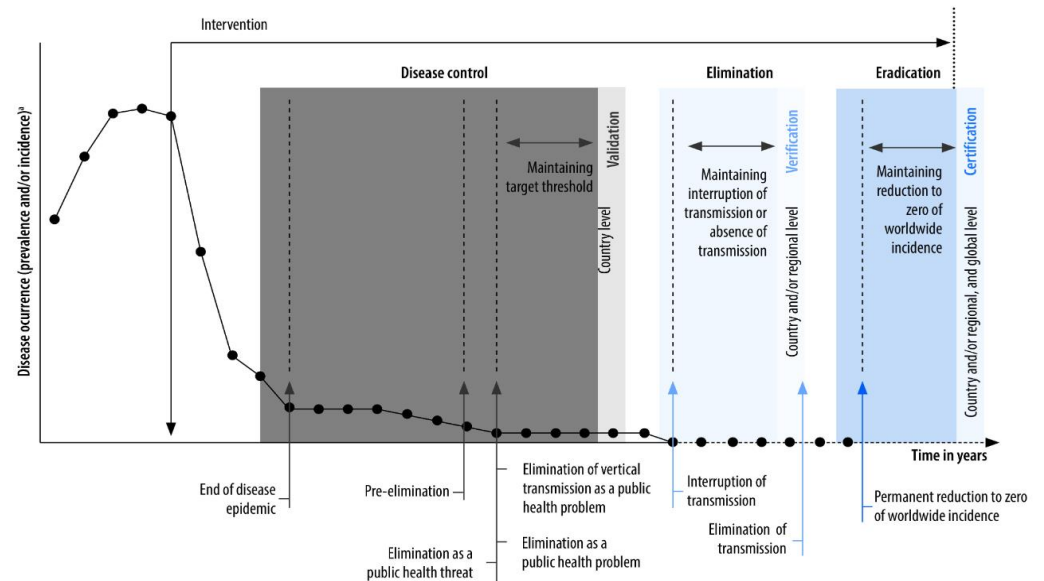 Intervention
Disease control
Elimination
Eradication
Disease ocurrence (prevalence and/or incidence)ª
Maintaining
target threshold
Validation
Country level
Maintaining
interruption of
transmission or
absence of
transmission
Verification
Country and/or regional level
Maintaining
reduction to
zero of
worldwide
incidence
Certification
Country and/or regional, and global level
Time in years
End of disease
epidemic
Pre-elimination
Elimination of vertical
transmission as a public
health problem
Elimination as a
public health threat
Elimination as a
public health problem
Interruption of
transmission
Elimination of
transmission
Permanent reduction to zero
of worldwide incidence